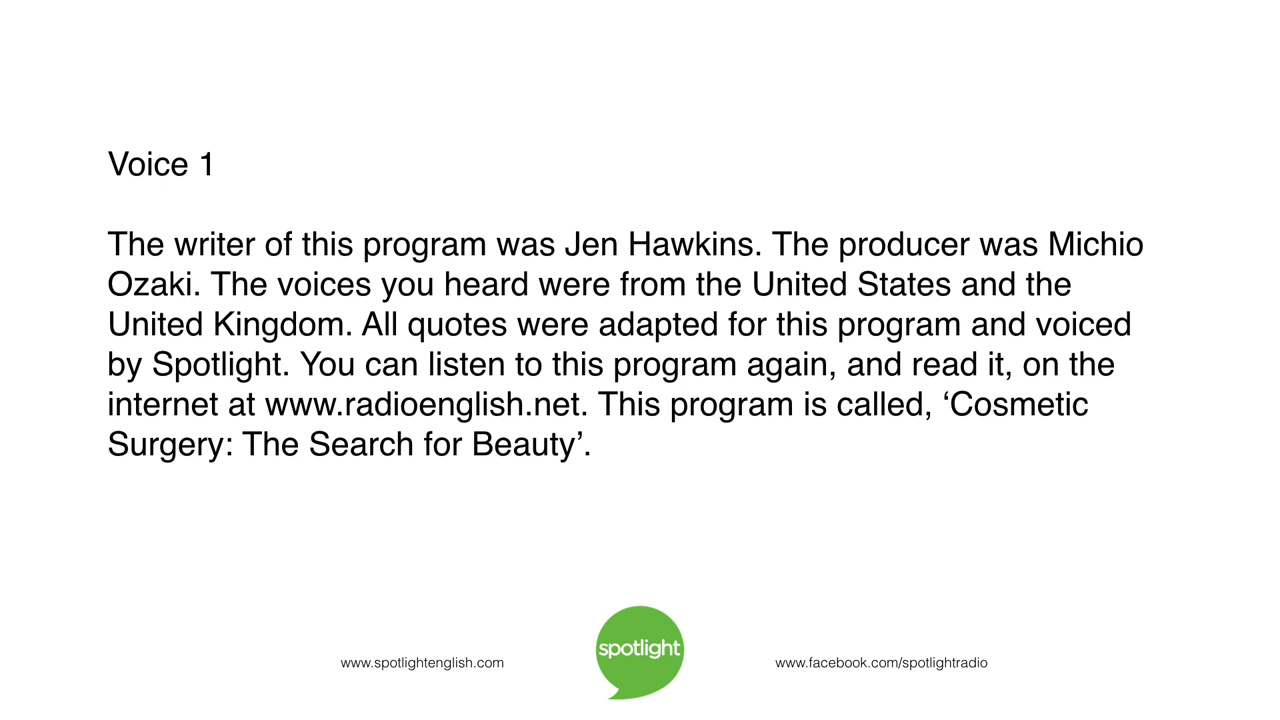 Voice 1
The writer of this program was Jen Hawkins. The producer was Michio
Ozaki. The voices you heard were from the United States and the
United Kingdom. All quotes were adapted for this program and voiced
by Spotlight. You can listen to this program again, and read it, on the
internet at www.radioenglish.net. This program is called, ‘Cosmetic
Surgery: The Search for Beauty’.
www.spotlightenglish.com
spotlight
www.facebook.com/spotlightradio